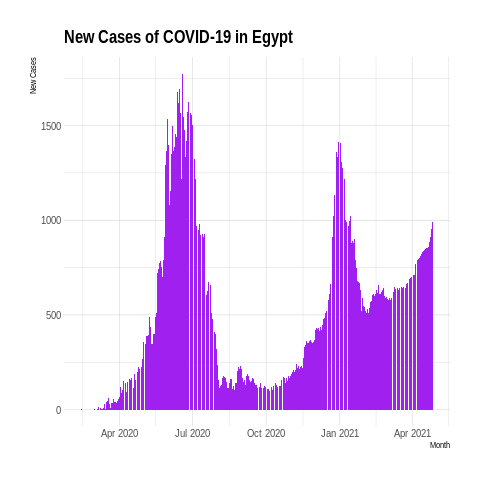 New Cases of COVID-19 in Egypt
New Cases
1500
1000
500
0
Apr 2020 Jul 2020 Oct 2020 Jan 2021 Apr 2021
Month